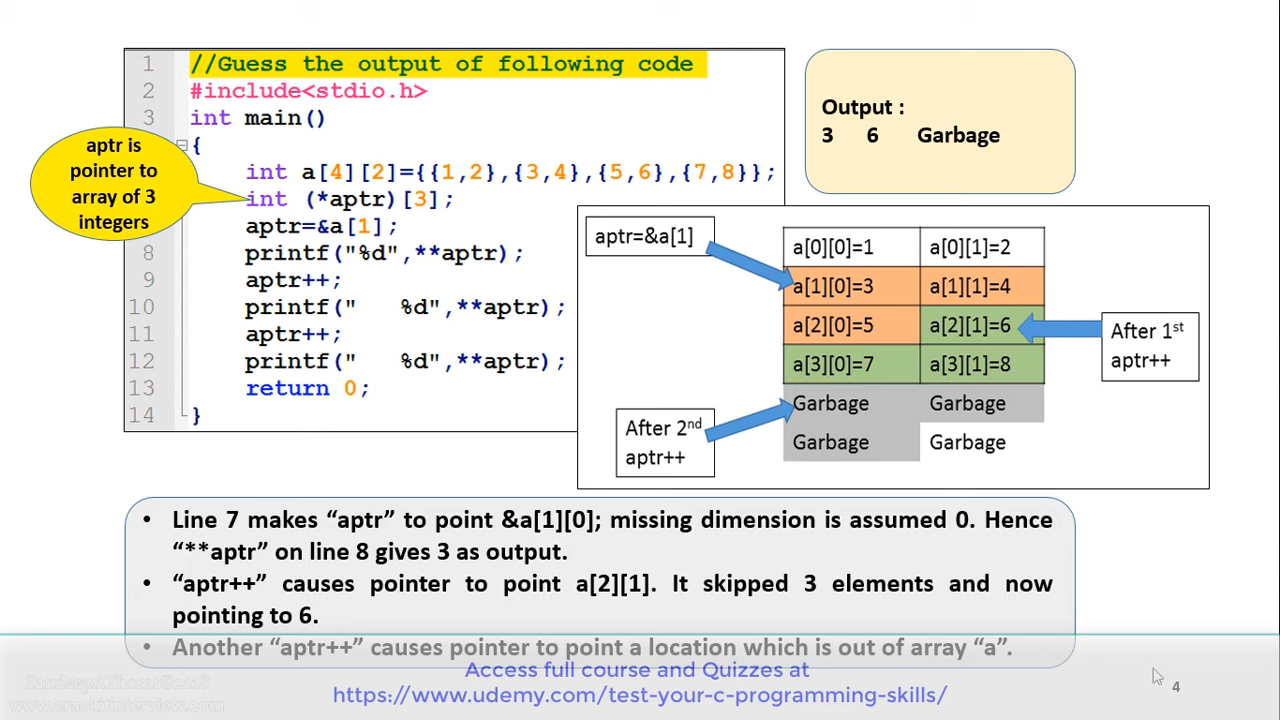 1 //Guess the output of following code
2 #include<stdio.h>
3 int main()
{
int a[4][2]={{1,2},{3,4},{5,6},{7,8}};
int (*aptr)[3];
aptr=&a[1];
8 printf("%d",**aptr);
9 aptr++;
10 printf("   %d",**aptr);
11 aptr++;
12 printf("   %d",**aptr);
13 return 0;
14 }
aptr is
pointer to
array of 3
integers
Output :
3 6 Garbage
aptr=&a[1]
a[0][0]=1 a[0][1]=2
a[1][0]=3 a[1][1]=4
a[2][0]=5 a[2][1]=6
a[3][0]=7 a[3][1]=8
Garbage Garbage
Garbage Garbage
After 1st
aptr++
After 2nd
aptr++
• Line 7 makes “aptr” to point &a[1][0]; missing dimension is assumed 0. Hence
“**aptr” on line 8 gives 3 as output.
• “aptr++” causes pointer to point a[2][1]. It skipped 3 elements and now
pointing to 6.
• Another “aptr++” causes pointer to point a location which is out of array “a”.
Access full course and Quizzes at
https://www.udemy.com/test-your-c-programming-skills/
4